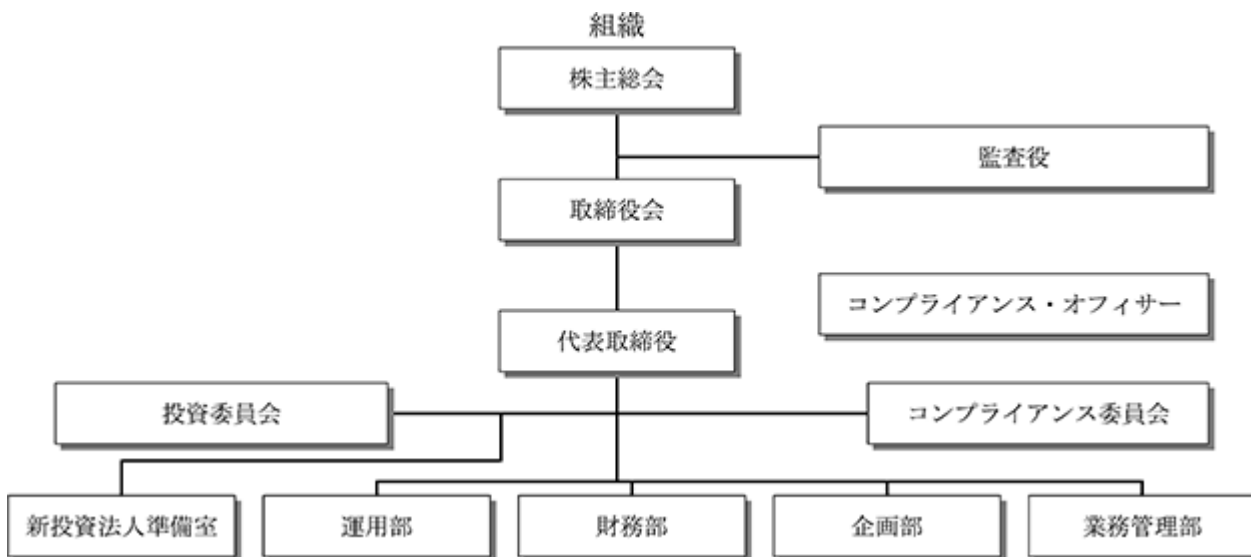 組織
株主総会
監査役
取締役会
コンプライアンス・オフィサー
代表取締役
投資委員会
コンプライアンス委員会
新投資法人準備室
運用部
財務部
企画部
業務管理部